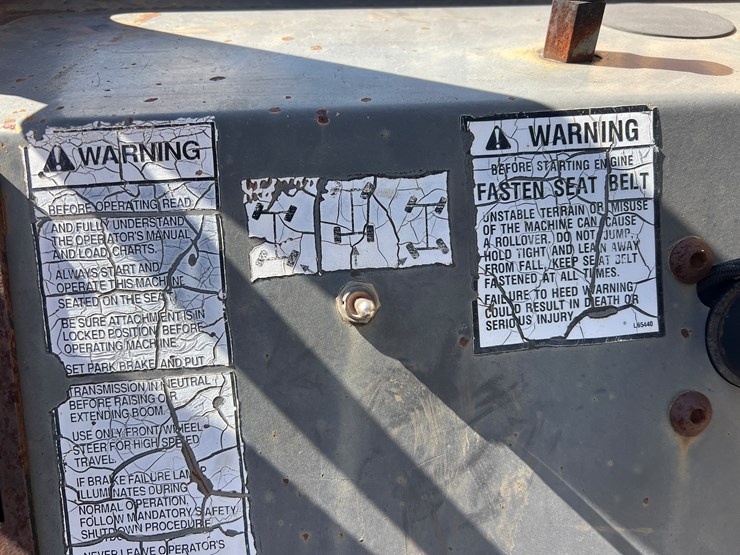 WARNING
BEFORE OPERATING READ
AND FULLY UNDERSTAND
THE OPERATOR'S MANUAL
AND LOAD CHARTS.
ALWAYS START AND
OPERATE THIS MACHINE
SEATED ON THE SEAT
BE SURE ATTACHMENT IS IN
LOCKED POSITION BEFORE
OPERATING MACHINE
SET PARK BRAKE AND PUT
TRANSMISSION IN NEUTRAL
BEFORE RAISING OR
EXTENDING BOOM.
USE ONLY FRONT WHEEL
STEER FOR HIGH SPEED
TRAVEL.
IF BRAKE FAILURE LAMP
ILLUMINATES DURING
NORMAL OPERATION,
FOLLOW MANDATORY SAFETY
SHUTDOWN PROCEDURE
NEVER LEAVE OPERATOR'S
WARNING
BEFORE STARTING ENGINE
FASTEN SEAT BELT
UNSTABLE TERRAIN OR MISUSE
OF THE MACHINE CAN CAUSE
A ROLLOVER. DO NOT JUMP.
HOLD TIGHT AND LEAN AWAY
FROM FALL. KEEP SEAT BELT
FASTENED AT ALL TIMES.
FAILURE TO HEED WARNING
COULD RESULT IN DEATH OR
SERIOUS INJURY.
L65440